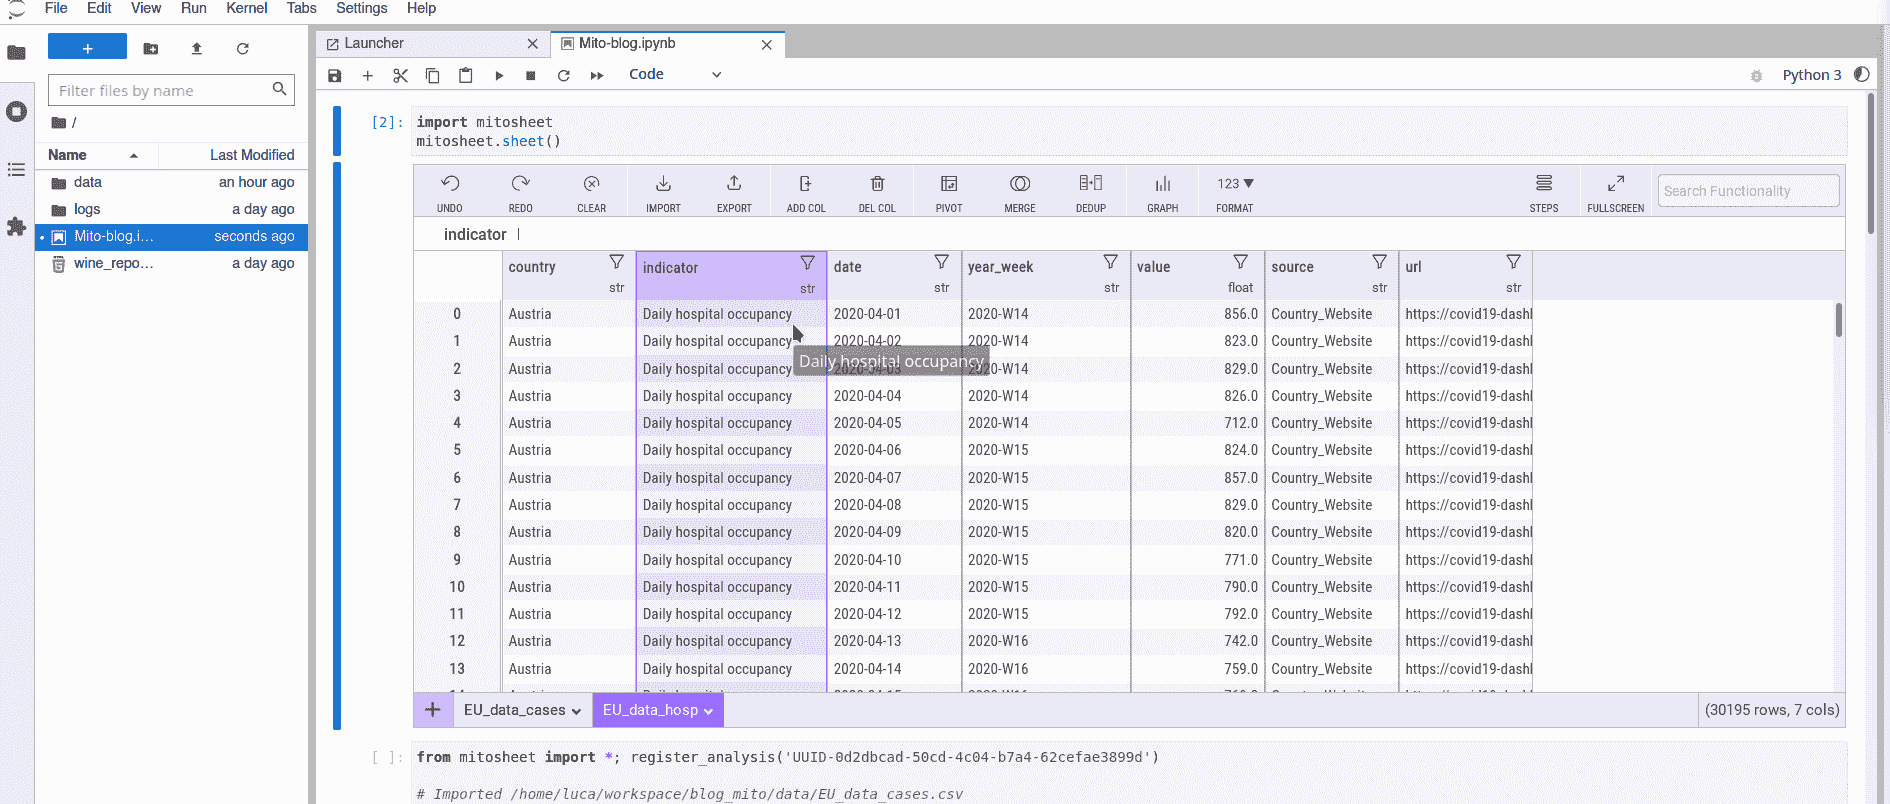 File Edit View Run Kernel Tabs Settings Help
Launcher Mito-blog.ipynb
Code Python 3
Filter files by name
/
Name Last Modified
data an hour ago
logs a day ago
Mito-blog.i... seconds ago
wine_repo... a day ago
[2]: import mitosheet
mitosheet.sheet()
UNDO REDO CLEAR IMPORT EXPORT ADD COL DEL COL PIVOT MERGE DEDUP GRAPH 123 FORMAT STEPS FULLSCREEN Search Functionality
indicator
country indicator date year_week value source url
str str str str float str str
0 Austria Daily hospital occupancy 2020-04-01 2020-W14 856.0 Country_Website https://covid19-dash
1 Austria Daily hospital occupancy 2020-04-02 2020-W14 823.0 Country_Website https://covid19-dash
Daily hospital occupancy
2 Austria Daily hospital occupancy 2020-04-03 2020-W14 829.0 Country_Website https://covid19-dash
3 Austria Daily hospital occupancy 2020-04-04 2020-W14 826.0 Country_Website https://covid19-dash
4 Austria Daily hospital occupancy 2020-04-05 2020-W14 712.0 Country_Website https://covid19-dash
5 Austria Daily hospital occupancy 2020-04-06 2020-W15 824.0 Country_Website https://covid19-dash
6 Austria Daily hospital occupancy 2020-04-07 2020-W15 857.0 Country_Website https://covid19-dash
7 Austria Daily hospital occupancy 2020-04-08 2020-W15 829.0 Country_Website https://covid19-dash
8 Austria Daily hospital occupancy 2020-04-09 2020-W15 820.0 Country_Website https://covid19-dash
9 Austria Daily hospital occupancy 2020-04-10 2020-W15 771.0 Country_Website https://covid19-dash
10 Austria Daily hospital occupancy 2020-04-11 2020-W15 790.0 Country_Website https://covid19-dash
11 Austria Daily hospital occupancy 2020-04-12 2020-W15 792.0 Country_Website https://covid19-dash
12 Austria Daily hospital occupancy 2020-04-13 2020-W16 742.0 Country_Website https://covid19-dash
13 Austria Daily hospital occupancy 2020-04-14 2020-W16 759.0 Country_Website https://covid19-dash
+ EU_data_cases EU_data_hosp (30195 rows, 7 cols)
[ ]: from mitosheet import *; register_analysis('UUID-0d2dbcad-50cd-4c04-b7a4-62cefae3899d')
# Imported /home/luca/workspace/blog_mito/data/EU_data_cases.csv